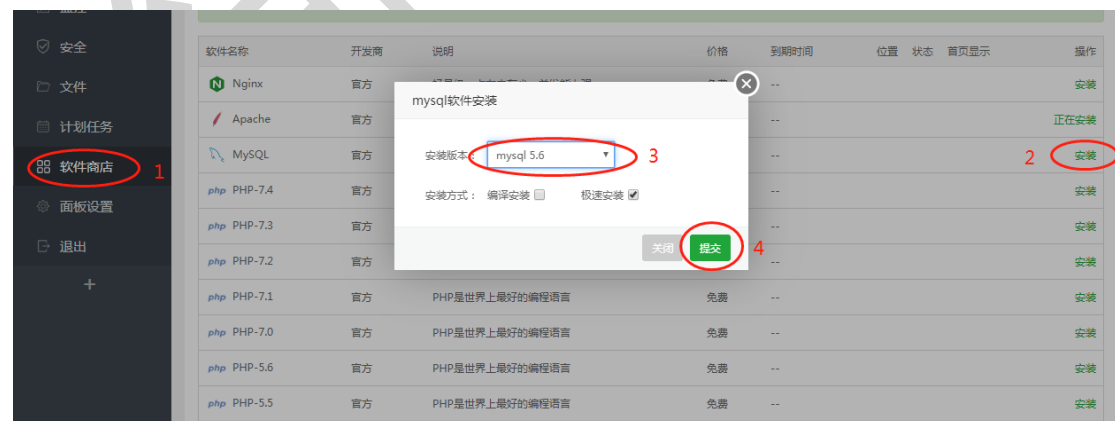 安全
文件
计划任务
软件商店
1
面板设置
退出
+
软件名称 开发商 说明 价格 到期时间 位置 状态 首页显示 操作
Nginx 官方 -- 安装
Apache 官方 -- 正在安装
MySQL 官方 -- 2 安装
php PHP-7.4 官方 -- 安装
php PHP-7.3 官方 -- 安装
php PHP-7.2 官方 -- 安装
php PHP-7.1 官方 PHP是世界上最好的编程语言 免费 -- 安装
php PHP-7.0 官方 PHP是世界上最好的编程语言 免费 -- 安装
php PHP-5.6 官方 PHP是世界上最好的编程语言 免费 -- 安装
php PHP-5.5 官方 PHP是世界上最好的编程语言 免费 -- 安装
mysql软件安装
安装版本： mysql 5.6 3
安装方式： 编译安装 极速安装
关闭 提交 4